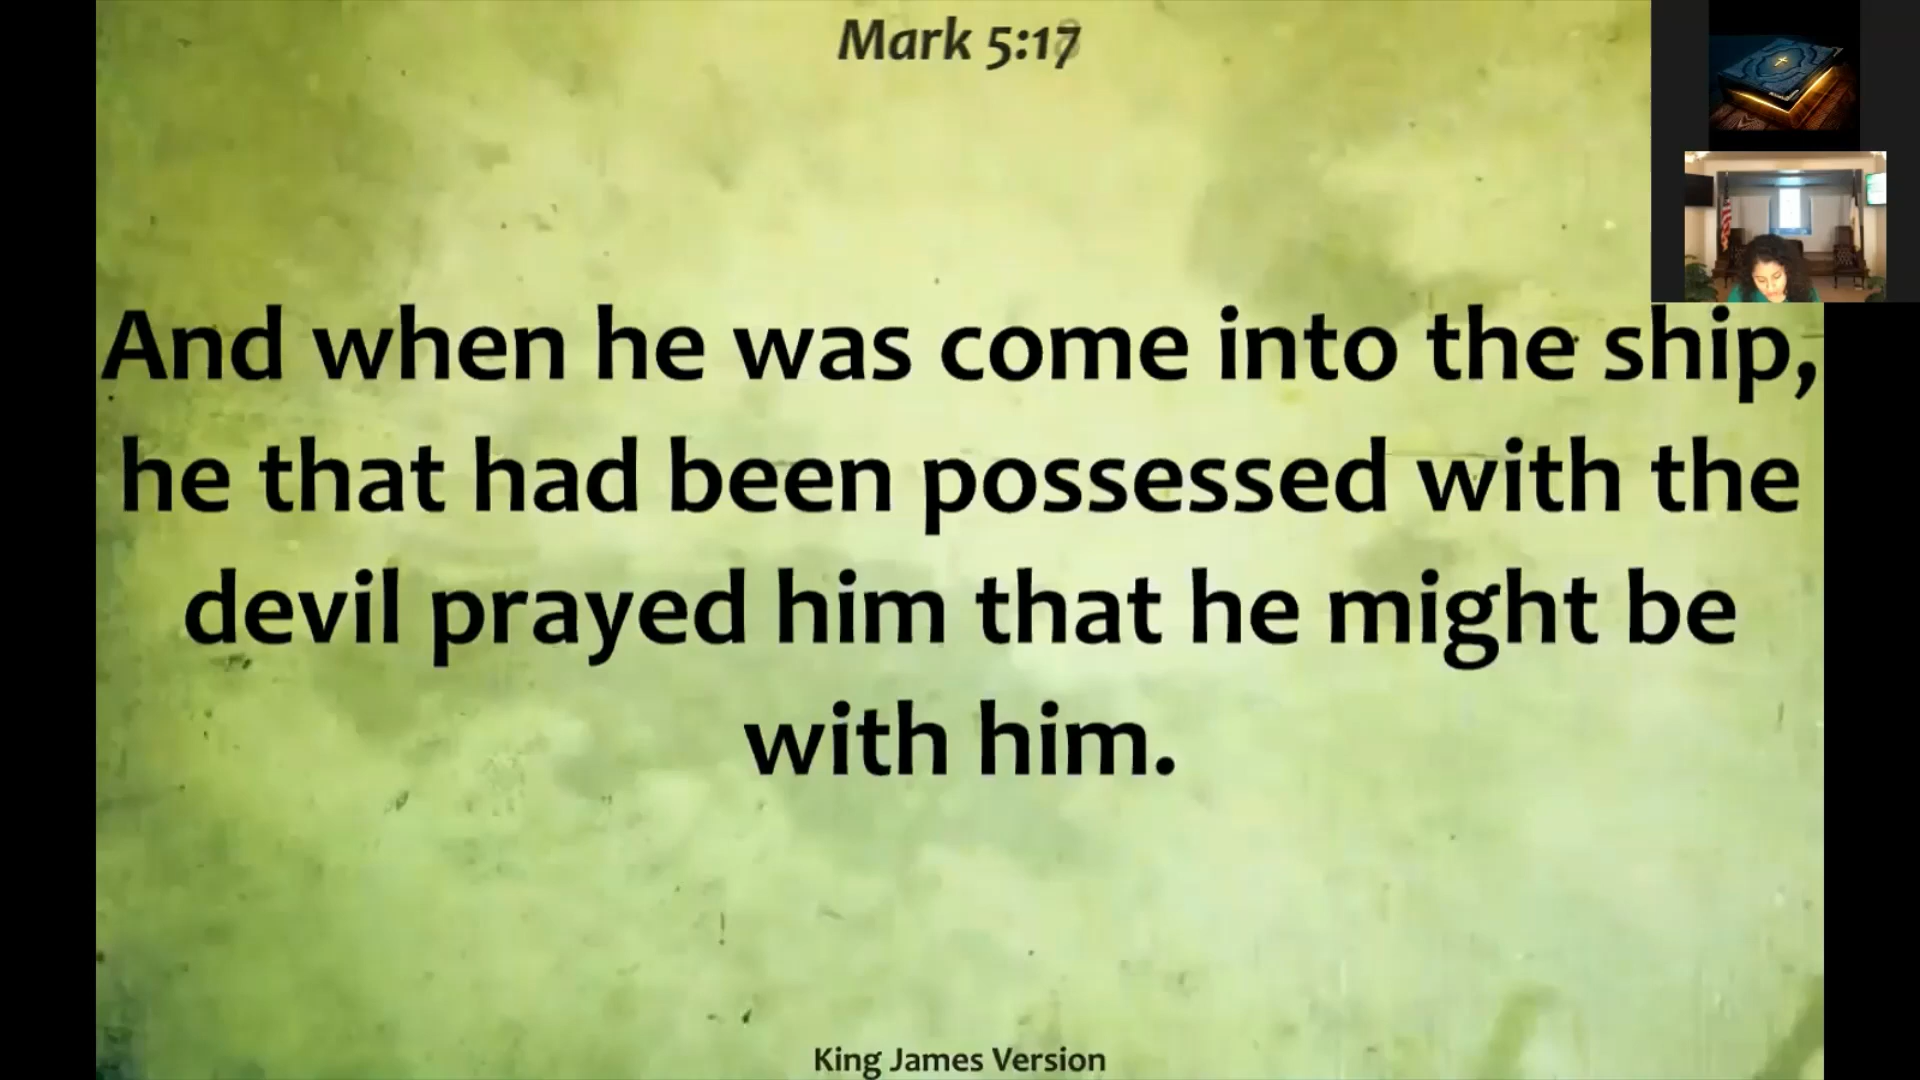 Mark 5:17
And when he was come into the ship,
he that had been possessed with the
devil prayed him that he might be
with him.
King James Version